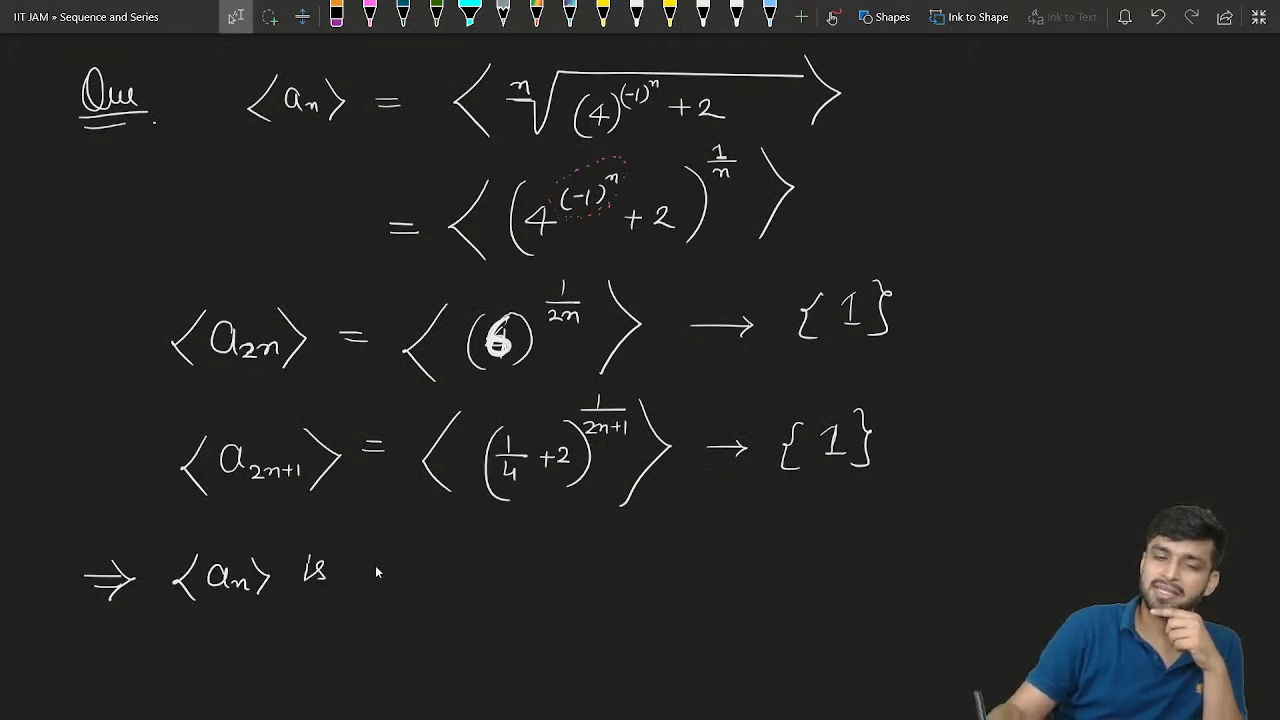 IIT JAM » Sequence and Series
Shapes
Ink to Shape
Ink to Text
Que. <aₙ> = < ⁿ√((4)^(-1)^n + 2) >
= < (4^(-1)^n + 2)^(1/n) >
<a₂ₙ> = < (6)^(1/2n) > → {1}
<a₂ₙ₊₁> = < (1/4 + 2)^(1/2n+1) > → {1}
⇒ <aₙ> is